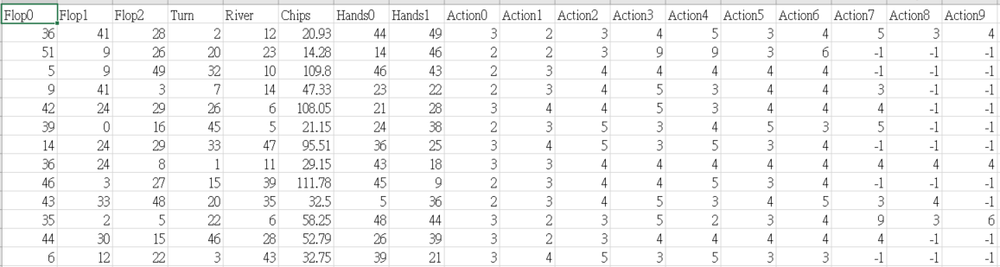 Flop0 Flop1 Flop2 Turn River Chips Hands0 Hands1 Action0 Action1 Action2 Action3 Action4 Action5 Action6 Action7 Action8 Action9
36 41 28 2 12 20.93 44 49 3 2 3 4 5 3 4 5 3 4
51 9 26 20 23 14.28 14 46 2 2 3 9 9 3 6 -1 -1 -1
5 9 49 32 10 109.8 46 43 2 3 4 4 4 4 4 -1 -1 -1
9 41 3 7 14 47.33 23 22 2 3 4 5 3 4 4 3 -1 -1
42 24 29 26 6 108.05 21 28 3 4 4 5 3 4 4 4 -1 -1
39 0 16 45 5 21.15 24 38 2 3 5 3 4 5 3 5 -1 -1
14 24 29 33 47 95.51 36 25 3 4 5 3 5 3 4 -1 -1 -1
36 24 8 1 11 29.15 43 18 3 3 4 4 4 4 4 4 4 4
46 3 27 15 39 111.78 45 9 2 3 4 4 5 3 4 -1 -1 -1
43 33 48 20 35 32.5 5 36 2 3 4 5 3 4 5 3 4 -1
35 2 5 22 6 58.25 48 44 3 2 3 5 2 3 4 9 3 6
44 30 15 46 28 52.79 26 39 3 2 3 4 4 4 4 4 -1 -1
6 12 22 3 43 32.75 39 21 3 4 5 3 5 3 3 -1 -1 -1